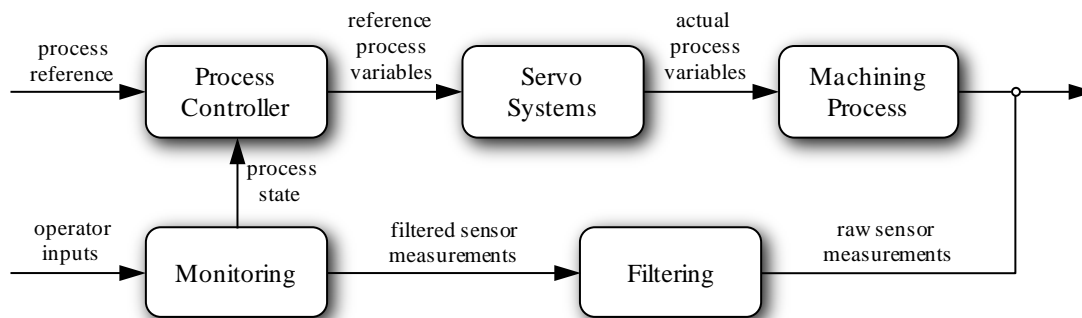 process
reference
Process
Controller
reference
process
variables
Servo
Systems
actual
process
variables
Machining
Process
process
state
operator
inputs
Monitoring
filtered sensor
measurements
Filtering
raw sensor
measurements